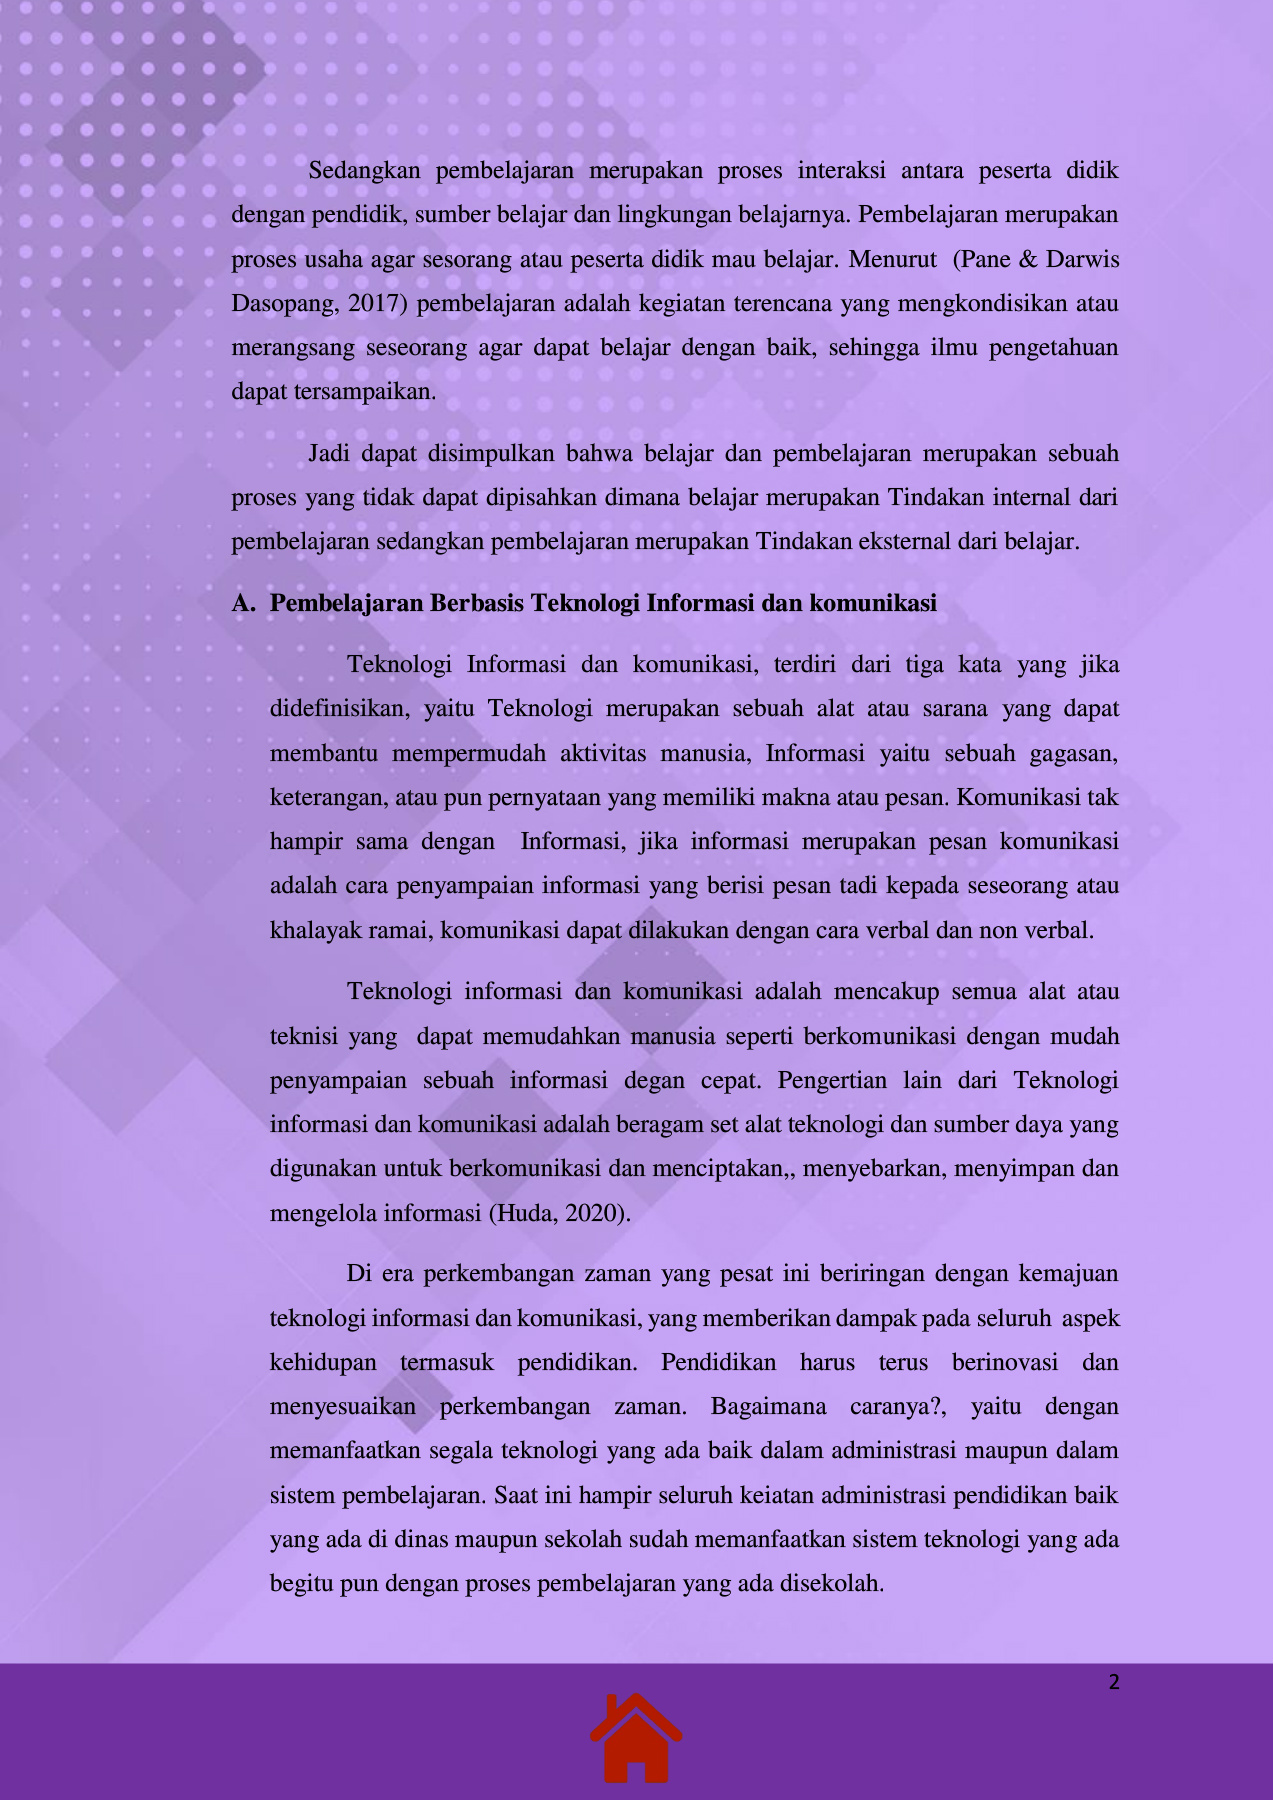 Sedangkan pembelajaran merupakan proses interaksi antara peserta didik
dengan pendidik, sumber belajar dan lingkungan belajarnya. Pembelajaran merupakan
proses usaha agar sesorang atau peserta didik mau belajar. Menurut (Pane & Darwis
Dasopang, 2017) pembelajaran adalah kegiatan terencana yang mengkondisikan atau
merangsang seseorang agar dapat belajar dengan baik, sehingga ilmu pengetahuan
dapat tersampaikan.
Jadi dapat disimpulkan bahwa belajar dan pembelajaran merupakan sebuah
proses yang tidak dapat dipisahkan dimana belajar merupakan Tindakan internal dari
pembelajaran sedangkan pembelajaran merupakan Tindakan eksternal dari belajar.
A. Pembelajaran Berbasis Teknologi Informasi dan komunikasi
Teknologi Informasi dan komunikasi, terdiri dari tiga kata yang jika
didefinisikan, yaitu Teknologi merupakan sebuah alat atau sarana yang dapat
membantu mempermudah aktivitas manusia, Informasi yaitu sebuah gagasan,
keterangan, atau pun pernyataan yang memiliki makna atau pesan. Komunikasi tak
hampir sama dengan Informasi, jika informasi merupakan pesan komunikasi
adalah cara penyampaian informasi yang berisi pesan tadi kepada seseorang atau
khalayak ramai, komunikasi dapat dilakukan dengan cara verbal dan non verbal.
Teknologi informasi dan komunikasi adalah mencakup semua alat atau
teknisi yang dapat memudahkan manusia seperti berkomunikasi dengan mudah
penyampaian sebuah informasi degan cepat. Pengertian lain dari Teknologi
informasi dan komunikasi adalah beragam set alat teknologi dan sumber daya yang
digunakan untuk berkomunikasi dan menciptakan,, menyebarkan, menyimpan dan
mengelola informasi (Huda, 2020).
Di era perkembangan zaman yang pesat ini beriringan dengan kemajuan
teknologi informasi dan komunikasi, yang memberikan dampak pada seluruh aspek
kehidupan termasuk pendidikan. Pendidikan harus terus berinovasi dan
menyesuaikan perkembangan zaman. Bagaimana caranya?, yaitu dengan
memanfaatkan segala teknologi yang ada baik dalam administrasi maupun dalam
sistem pembelajaran. Saat ini hampir seluruh keiatan administrasi pendidikan baik
yang ada di dinas maupun sekolah sudah memanfaatkan sistem teknologi yang ada
begitu pun dengan proses pembelajaran yang ada disekolah.
2